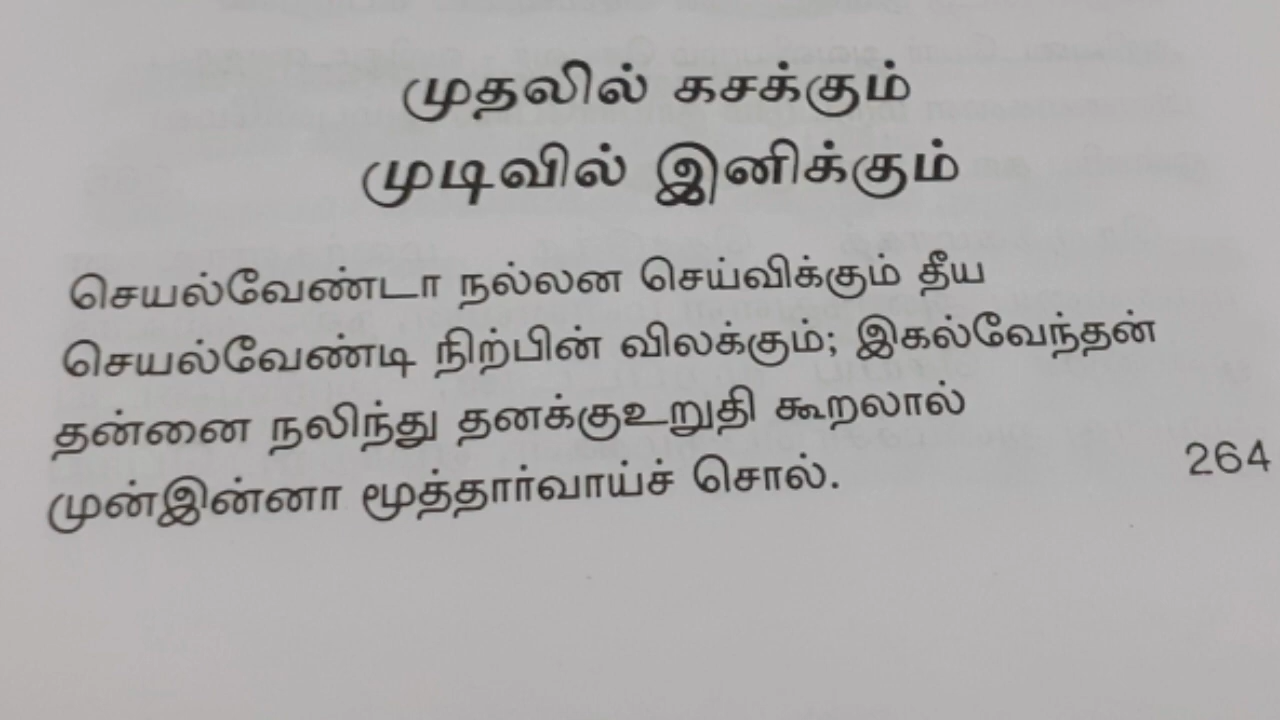 முதலில் கசக்கும்
முடிவில் இனிக்கும்
செயல்வேண்டா நல்லன செய்விக்கும் தீய
செயல்வேண்டி நிற்பின் விலக்கும்; இகல்வேந்தன்
தன்னை நலிந்து தனக்குஉறுதி கூறலால்
முன்இன்னா மூத்தார்வாய்ச் சொல். 264